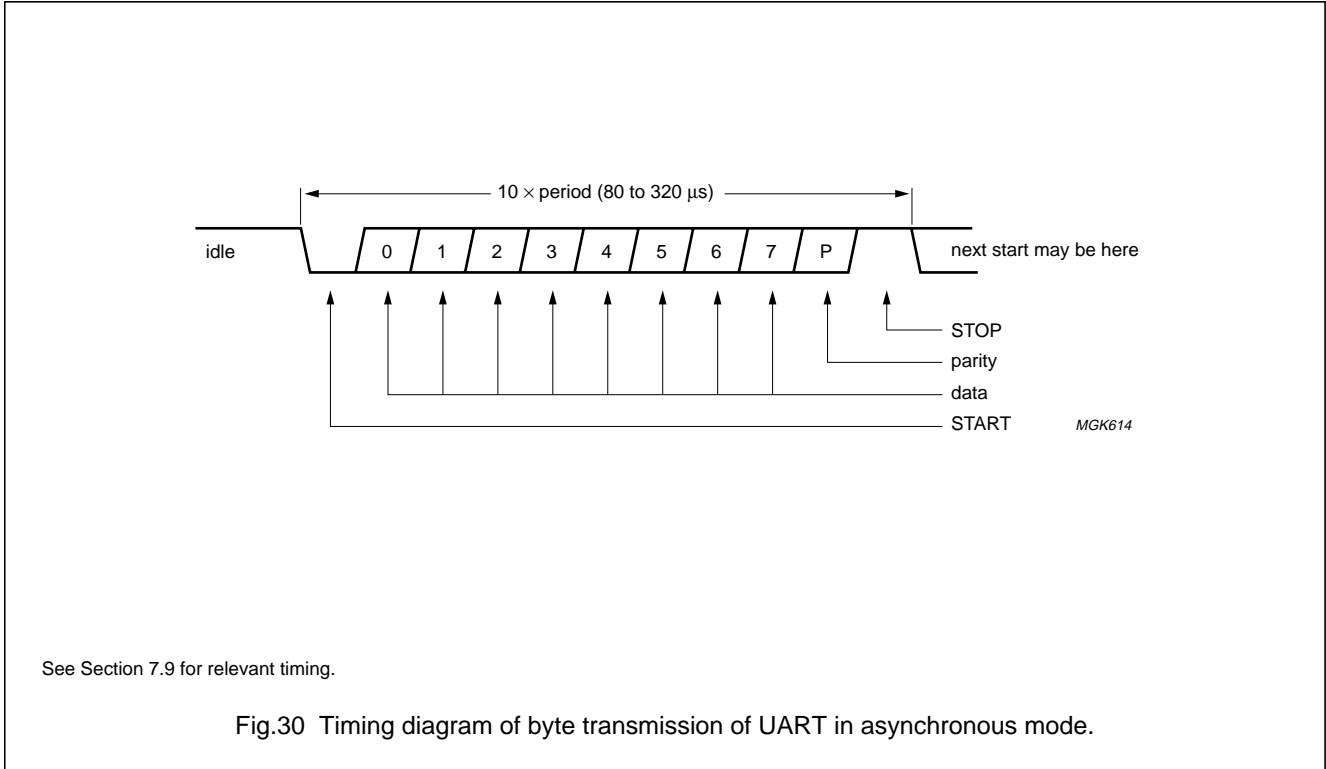 10 × period (80 to 320 μs)
idle
0 1 2 3 4 5 6 7 P
next start may be here
STOP
parity
data
START
MGK614
See Section 7.9 for relevant timing.
Fig.30 Timing diagram of byte transmission of UART in asynchronous mode.